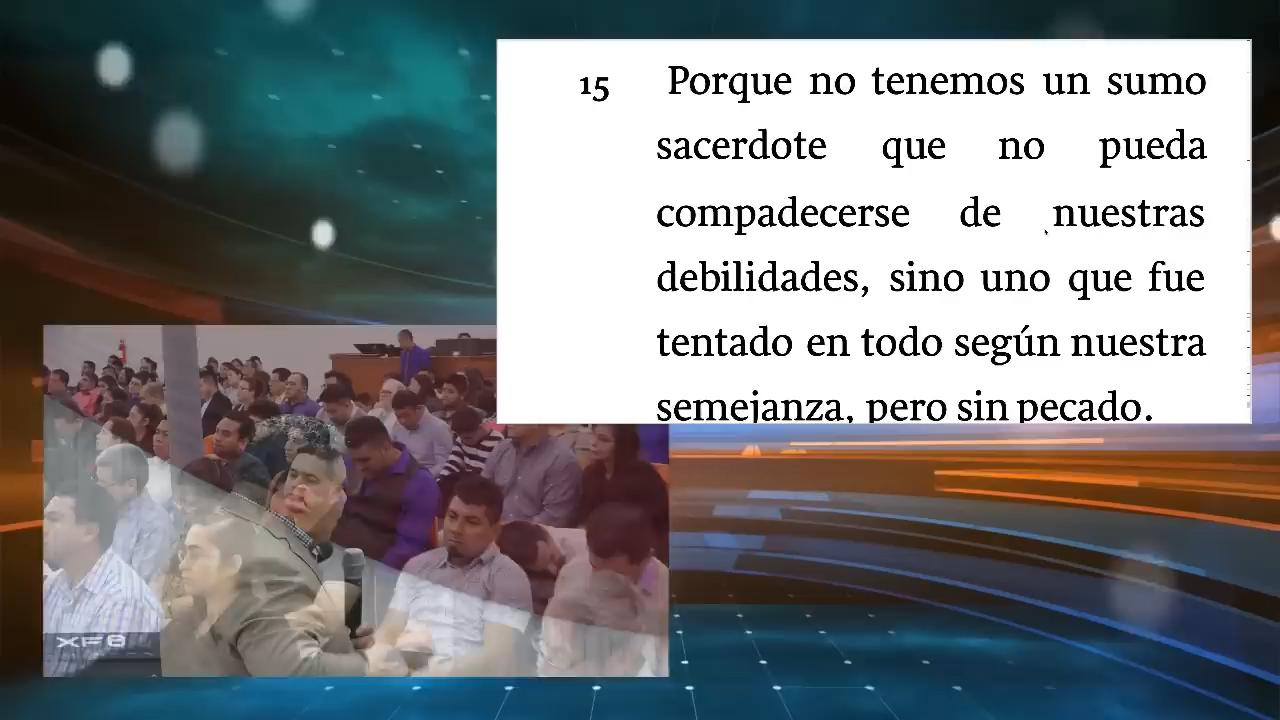 15 Porque no tenemos un sumo
sacerdote que no pueda
compadecerse de nuestras
debilidades, sino uno que fue
tentado en todo según nuestra
semejanza, pero sin pecado.
XF8